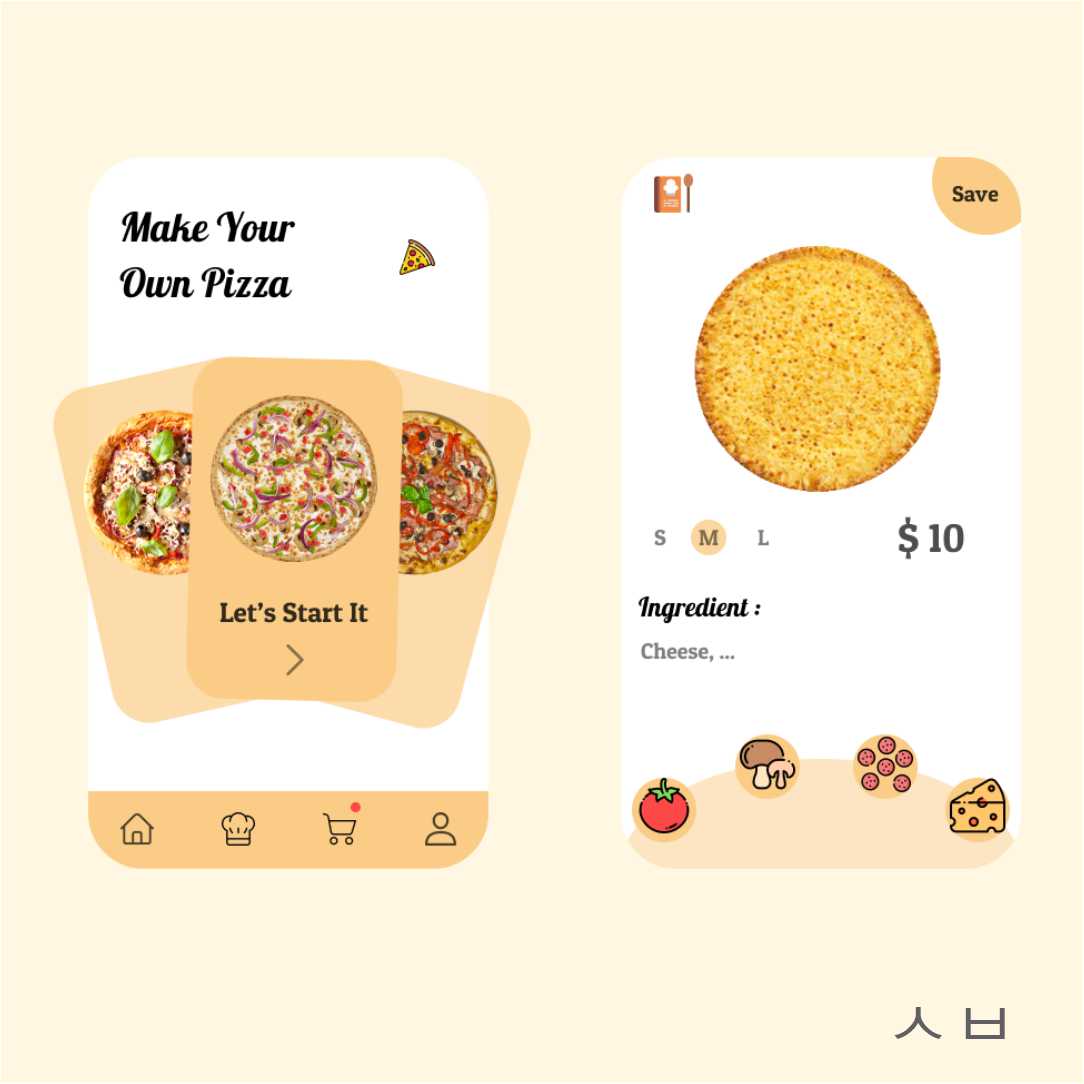 Make Your
Own Pizza
Let's Start It
Save
S M L
$ 10
Ingredient :
Cheese, ...
ㅅ ㅂ